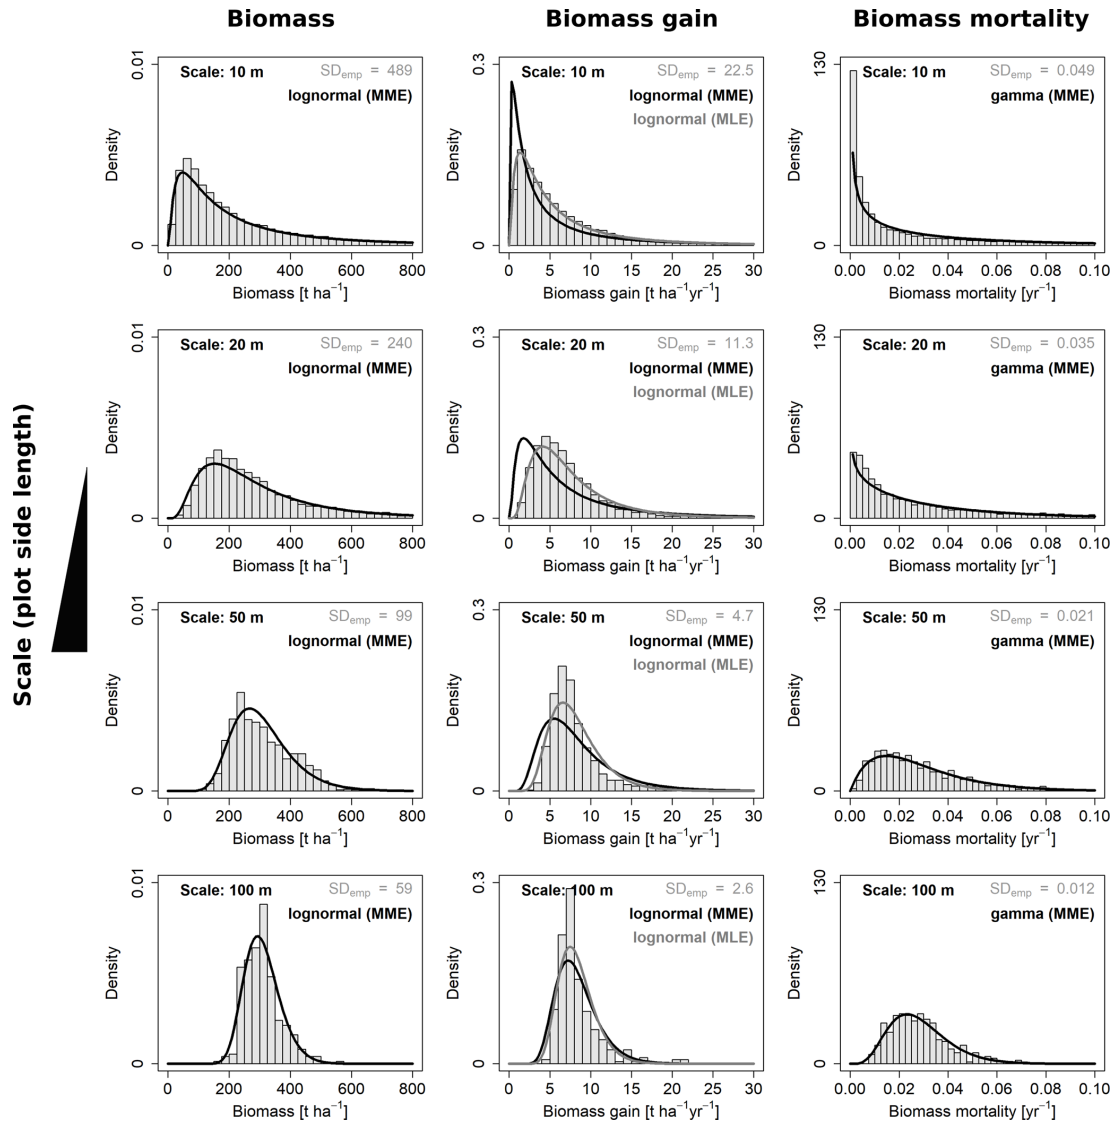 Biomass Biomass gain Biomass mortality
Scale (plot side length)
0.01
Scale: 10 m SDemp = 489
lognormal (MME)
Density
0
0 200 400 600 800
Biomass [t ha−1]
0.3
Scale: 10 m SDemp = 22.5
lognormal (MME)
lognormal (MLE)
Density
0
0 5 10 15 20 25 30
Biomass gain [t ha−1yr−1]
130
Scale: 10 m SDemp = 0.049
gamma (MME)
Density
0
0.00 0.02 0.04 0.06 0.08 0.10
Biomass mortality [yr−1]
0.01
Scale: 20 m SDemp = 240
lognormal (MME)
Density
0
0 200 400 600 800
Biomass [t ha−1]
0.3
Scale: 20 m SDemp = 11.3
lognormal (MME)
lognormal (MLE)
Density
0
0 5 10 15 20 25 30
Biomass gain [t ha−1yr−1]
130
Scale: 20 m SDemp = 0.035
gamma (MME)
Density
0
0.00 0.02 0.04 0.06 0.08 0.10
Biomass mortality [yr−1]
0.01
Scale: 50 m SDemp = 99
lognormal (MME)
Density
0
0 200 400 600 800
Biomass [t ha−1]
0.3
Scale: 50 m SDemp = 4.7
lognormal (MME)
lognormal (MLE)
Density
0
0 5 10 15 20 25 30
Biomass gain [t ha−1yr−1]
130
Scale: 50 m SDemp = 0.021
gamma (MME)
Density
0
0.00 0.02 0.04 0.06 0.08 0.10
Biomass mortality [yr−1]
0.01
Scale: 100 m SDemp = 59
lognormal (MME)
Density
0
0 200 400 600 800
Biomass [t ha−1]
0.3
Scale: 100 m SDemp = 2.6
lognormal (MME)
lognormal (MLE)
Density
0
0 5 10 15 20 25 30
Biomass gain [t ha−1yr−1]
130
Scale: 100 m SDemp = 0.012
gamma (MME)
Density
0
0.00 0.02 0.04 0.06 0.08 0.10
Biomass mortality [yr−1]